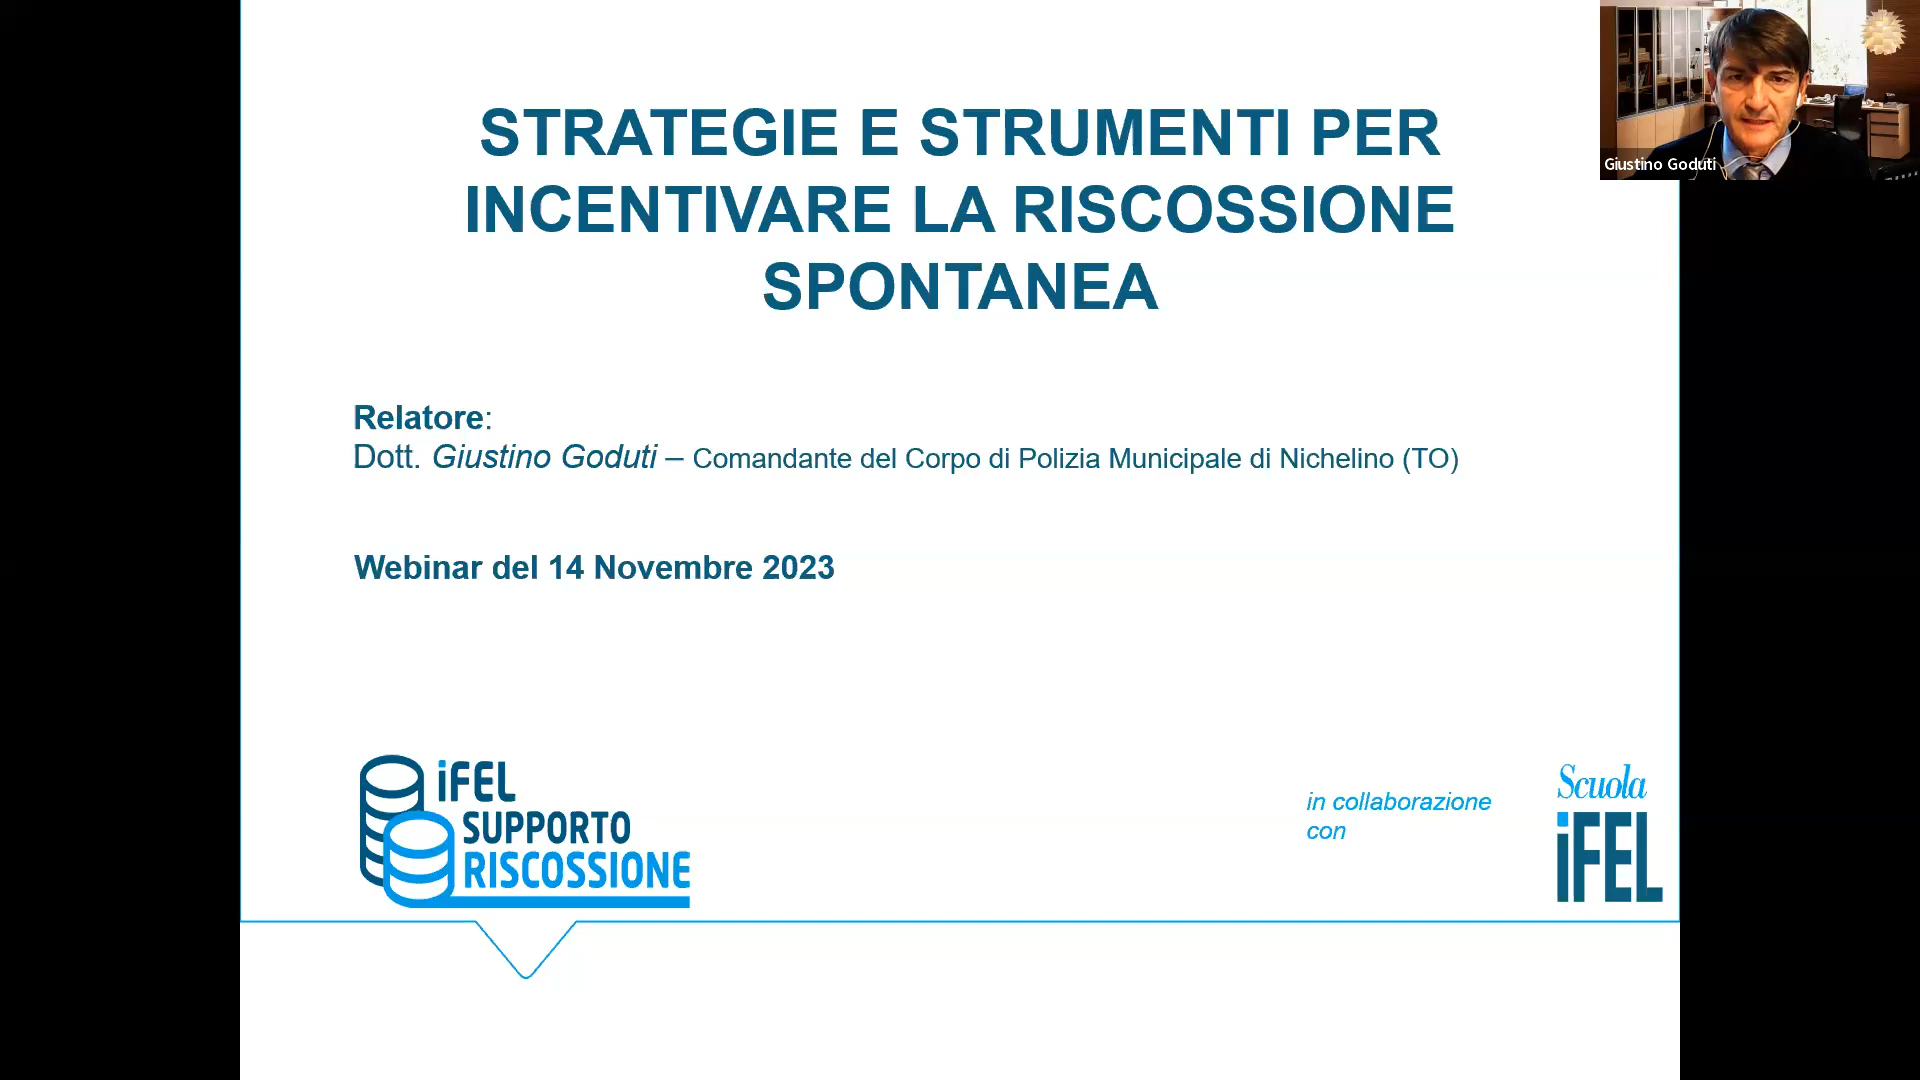 STRATEGIE E STRUMENTI PER
INCENTIVARE LA RISCOSSIONE
SPONTANEA
Giustino Goduti
Relatore:
Dott. Giustino Goduti – Comandante del Corpo di Polizia Municipale di Nichelino (TO)
Webinar del 14 Novembre 2023
iFEL
SUPPORTO
RISCOSSIONE
in collaborazione
con
Scuola
iFEL